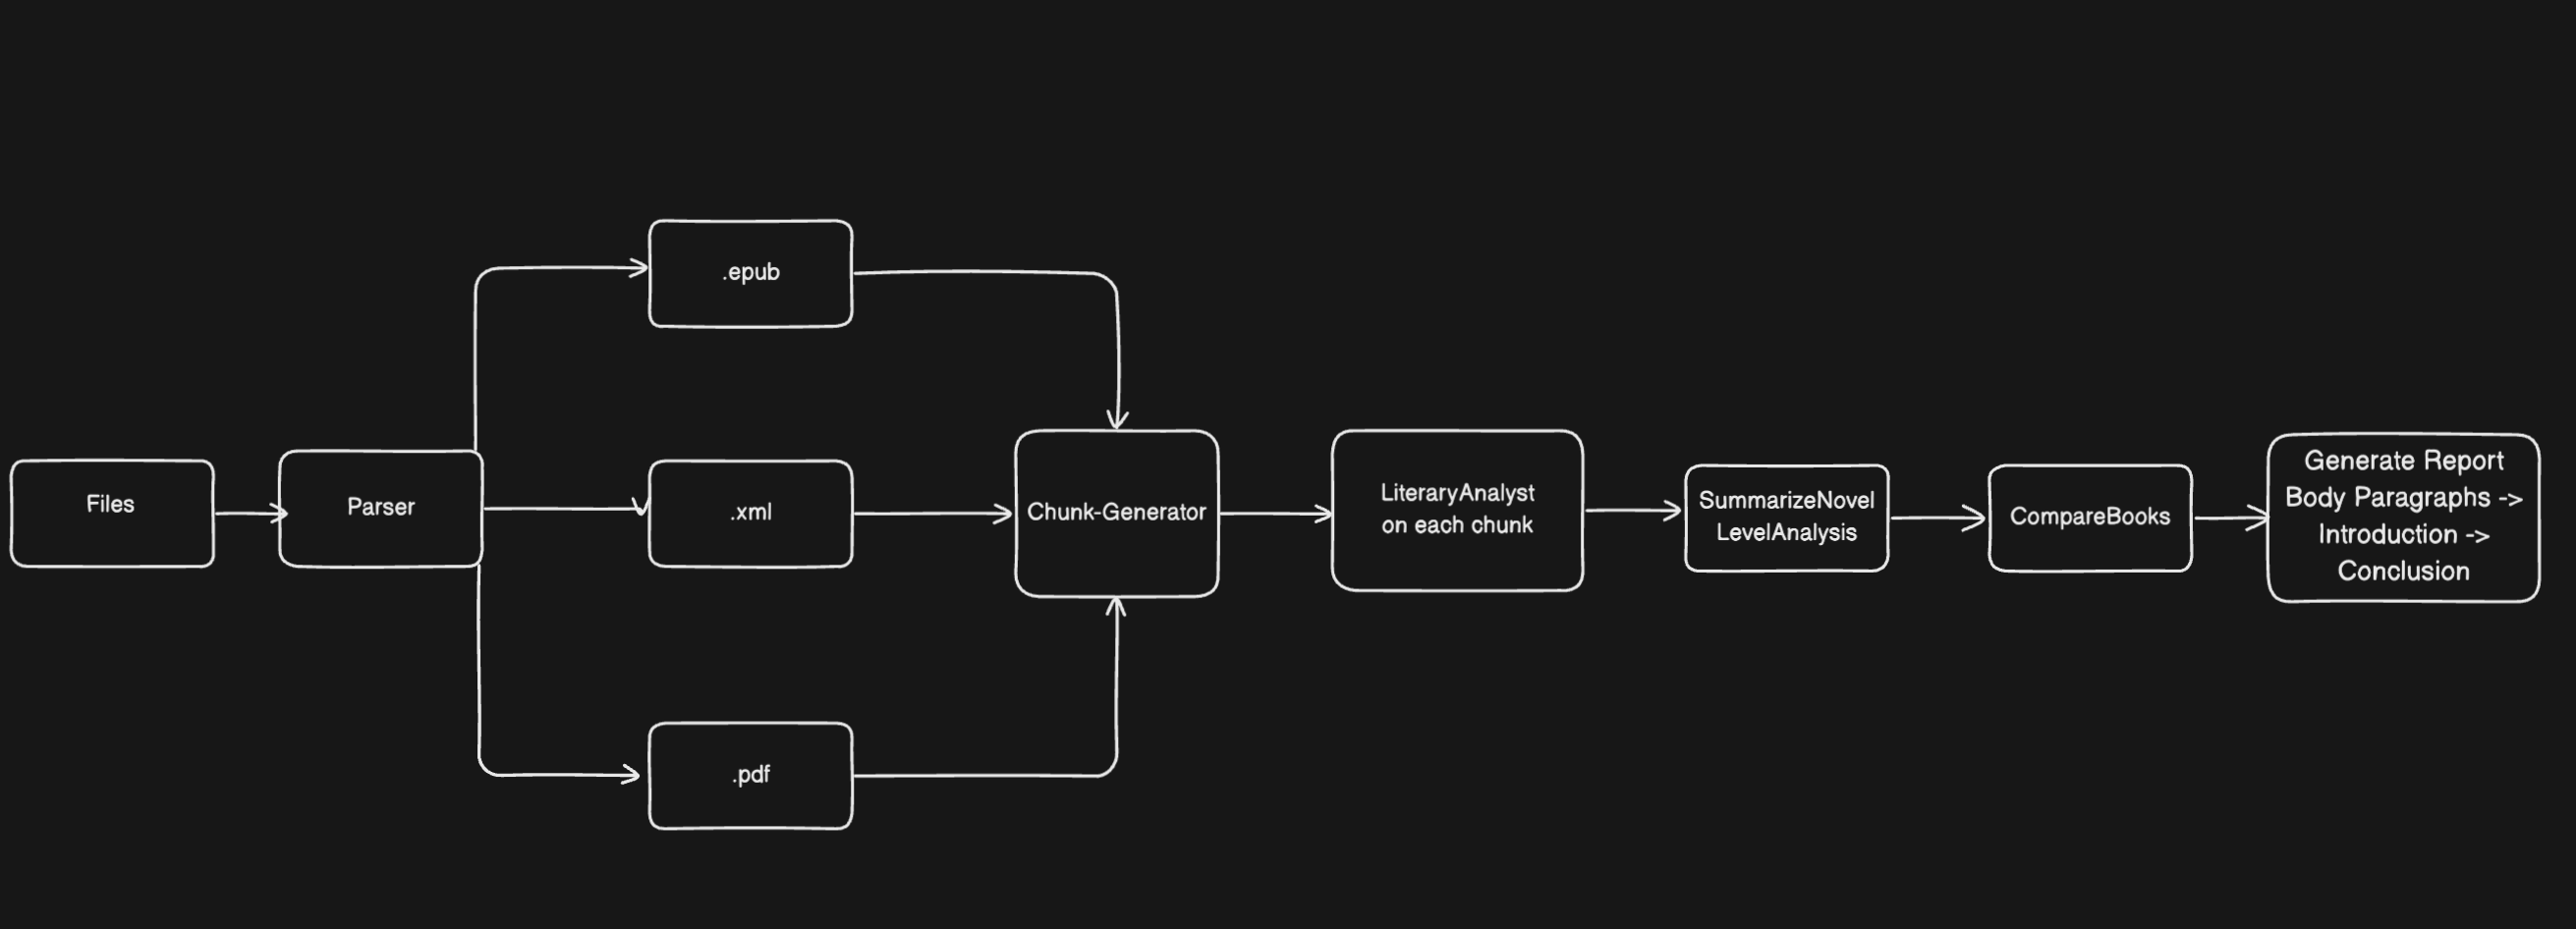 Files
Parser
.epub
.xml
.pdf
Chunk-Generator
LiteraryAnalyst
on each chunk
SummarizeNovel
LevelAnalysis
CompareBooks
Generate Report
Body Paragraphs ->
Introduction ->
Conclusion